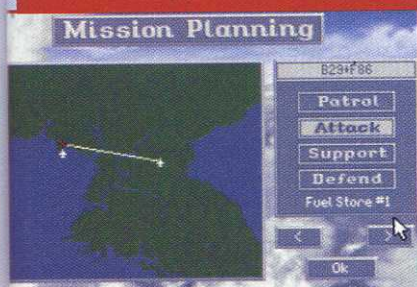 Mission Planning
B29+F86
Patrol
Attack
Support
Defend
Fuel Store #1
< >
Ok